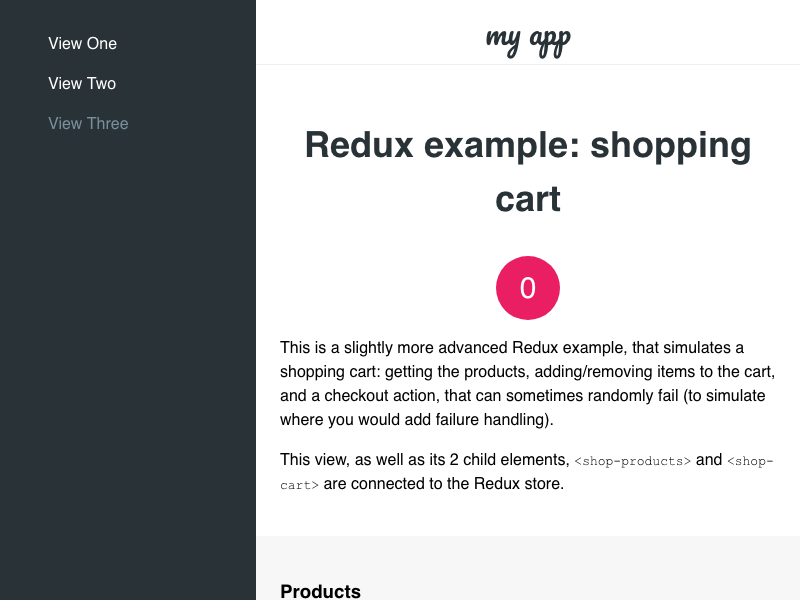 View One
View Two
View Three
my app
Redux example: shopping
cart
0
This is a slightly more advanced Redux example, that simulates a
shopping cart: getting the products, adding/removing items to the cart,
and a checkout action, that can sometimes randomly fail (to simulate
where you would add failure handling).
This view, as well as its 2 child elements, <shop-products> and <shop-
cart> are connected to the Redux store.
Products